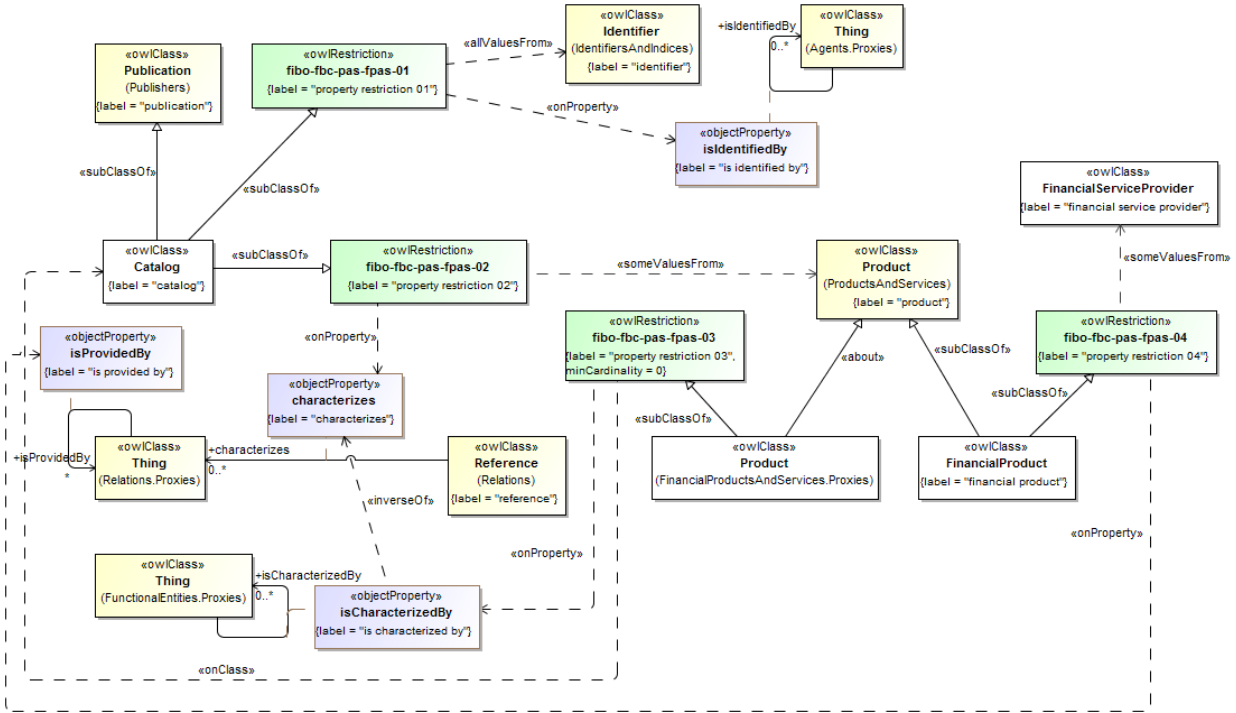 «owlClass»
Publication
(Publishers)
{label = "publication"}
«owlRestriction»
fibo-fbc-pas-fpas-01
{label = "property restriction 01"}
«allValuesFrom»
«owlClass»
Identifier
(IdentifiersAndIndices)
{label = "identifier"}
+isIdentifiedBy
0..*
«owlClass»
Thing
(Agents.Proxies)
«onProperty»
«objectProperty»
isIdentifiedBy
{label = "is identified by"}
«subClassOf»
«subClassOf»
«owlClass»
FinancialServiceProvider
{label = "financial service provider"}
«owlClass»
Catalog
{label = "catalog"}
«subClassOf»
«owlRestriction»
fibo-fbc-pas-fpas-02
{label = "property restriction 02"}
«someValuesFrom»
«owlClass»
Product
(ProductsAndServices)
{label = "product"}
«someValuesFrom»
«objectProperty»
isProvidedBy
{label = "is provided by"}
«onProperty»
«owlRestriction»
fibo-fbc-pas-fpas-03
{label = "property restriction 03",
minCardinality = 0}
«about»
«subClassOf»
«owlRestriction»
fibo-fbc-pas-fpas-04
{label = "property restriction 04"}
«objectProperty»
characterizes
{label = "characterizes"}
«subClassOf»
«subClassOf»
+isProvidedBy
*
«owlClass»
Thing
(Relations.Proxies)
+characterizes
0..*
«owlClass»
Reference
(Relations)
{label = "reference"}
«owlClass»
Product
(FinancialProductsAndServices.Proxies)
«owlClass»
FinancialProduct
{label = "financial product"}
«inverseOf»
«onProperty»
«onProperty»
«owlClass»
Thing
(FunctionalEntities.Proxies)
+isCharacterizedBy
0..*
«objectProperty»
isCharacterizedBy
{label = "is characterized by"}
«onClass»